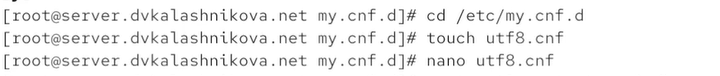 [root@server.dvkalashnikova.net my.cnf.d]# cd /etc/my.cnf.d
[root@server.dvkalashnikova.net my.cnf.d]# touch utf8.cnf
[root@server.dvkalashnikova.net my.cnf.d]# nano utf8.cnf